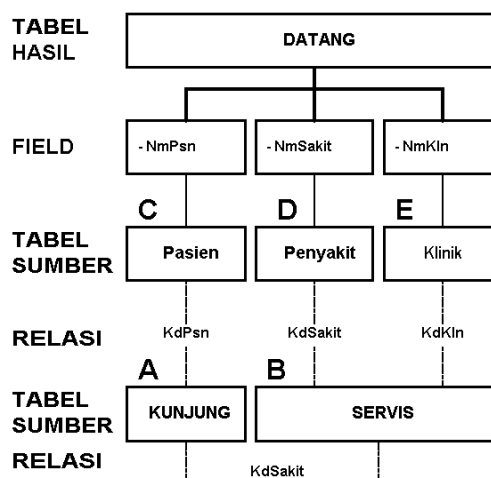 TABEL
HASIL
DATANG
FIELD
- NmPsn
- NmSakit
- NmKln
C
D
E
TABEL
SUMBER
Pasien
Penyakit
Klinik
RELASI
KdPsn
KdSakit
KdKln
A
B
TABEL
SUMBER
KUNJUNG
SERVIS
RELASI
KdSakit